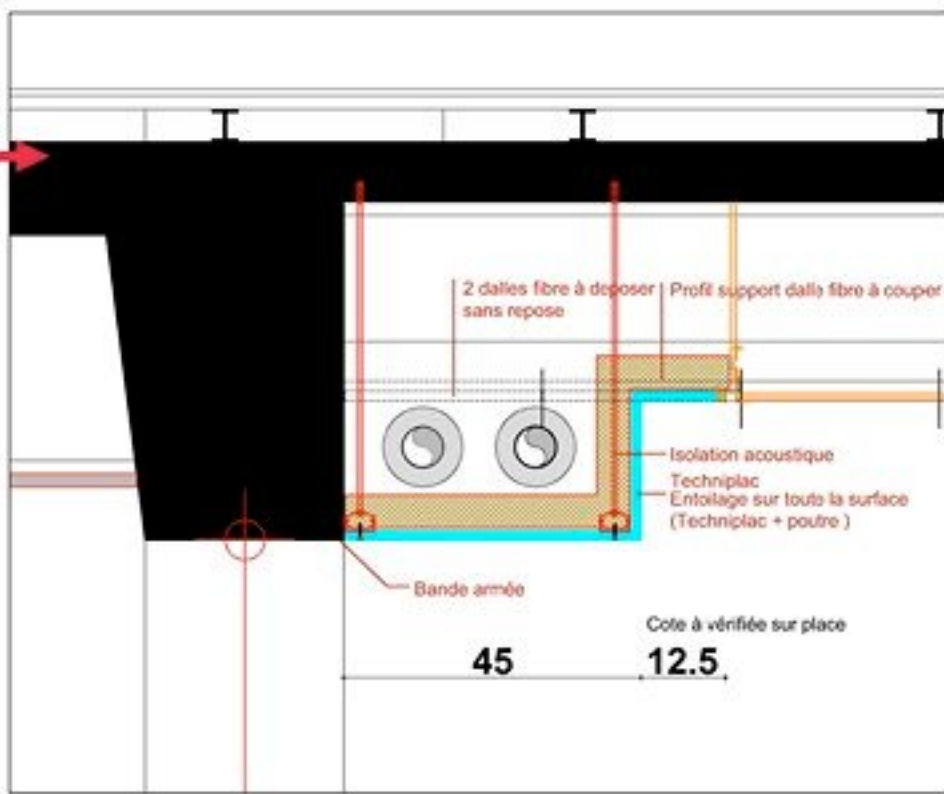 2 dalles fibre à deposer
sans repose
Profil support dalle fibre à couper
Isolation acoustique
Techniplac
Entoilage sur toute la surface
(Techniplac + poutre )
Bande armée
Cote à vérifiée sur place
45
12.5